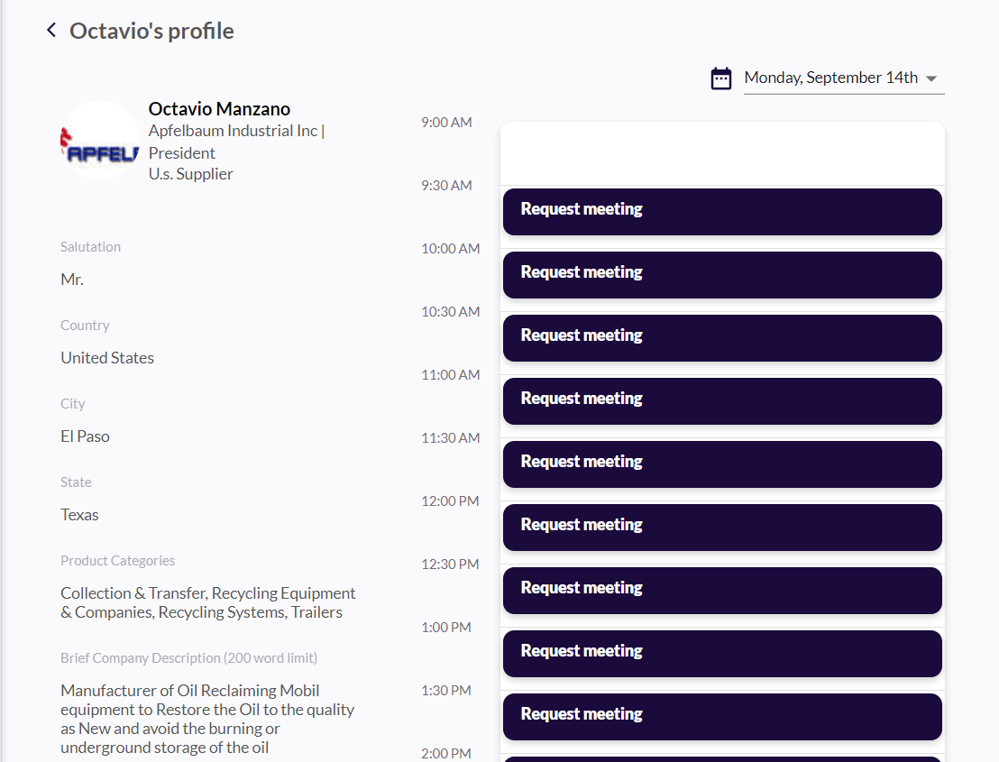 Octavio's profile
Monday, September 14th
Octavio Manzano
Apfelbaum Industrial Inc |
President
U.s. Supplier
APFEL
Salutation
Mr.
Country
United States
City
El Paso
State
Texas
Product Categories
Collection & Transfer, Recycling Equipment
& Companies, Recycling Systems, Trailers
Brief Company Description (200 word limit)
Manufacturer of Oil Reclaiming Mobil
equipment to Restore the Oil to the quality
as New and avoid the burning or
underground storage of the oil
9:00 AM
9:30 AM
Request meeting
10:00 AM
Request meeting
10:30 AM
Request meeting
11:00 AM
Request meeting
11:30 AM
Request meeting
12:00 PM
Request meeting
12:30 PM
Request meeting
1:00 PM
Request meeting
1:30 PM
Request meeting
2:00 PM